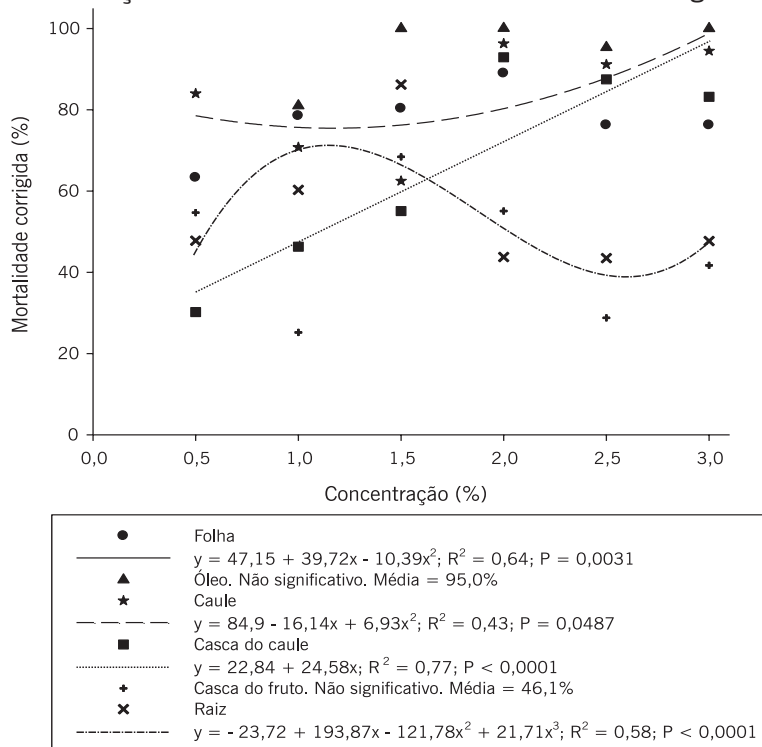 100
80
60
40
20
0
Mortalidade corrigida (%)
0,0 0,5 1,0 1,5 2,0 2,5 3,0
Concentração (%)
Folha
y = 47,15 + 39,72x - 10,39x²; R² = 0,64; P = 0,0031
Óleo. Não significativo. Média = 95,0%
Caule
y = 84,9 - 16,14x + 6,93x²; R² = 0,43; P = 0,0487
Casca do caule
y = 22,84 + 24,58x; R² = 0,77; P < 0,0001
Casca do fruto. Não significativo. Média = 46,1%
Raiz
y = - 23,72 + 193,87x - 121,78x² + 21,71x³; R² = 0,58; P < 0,0001